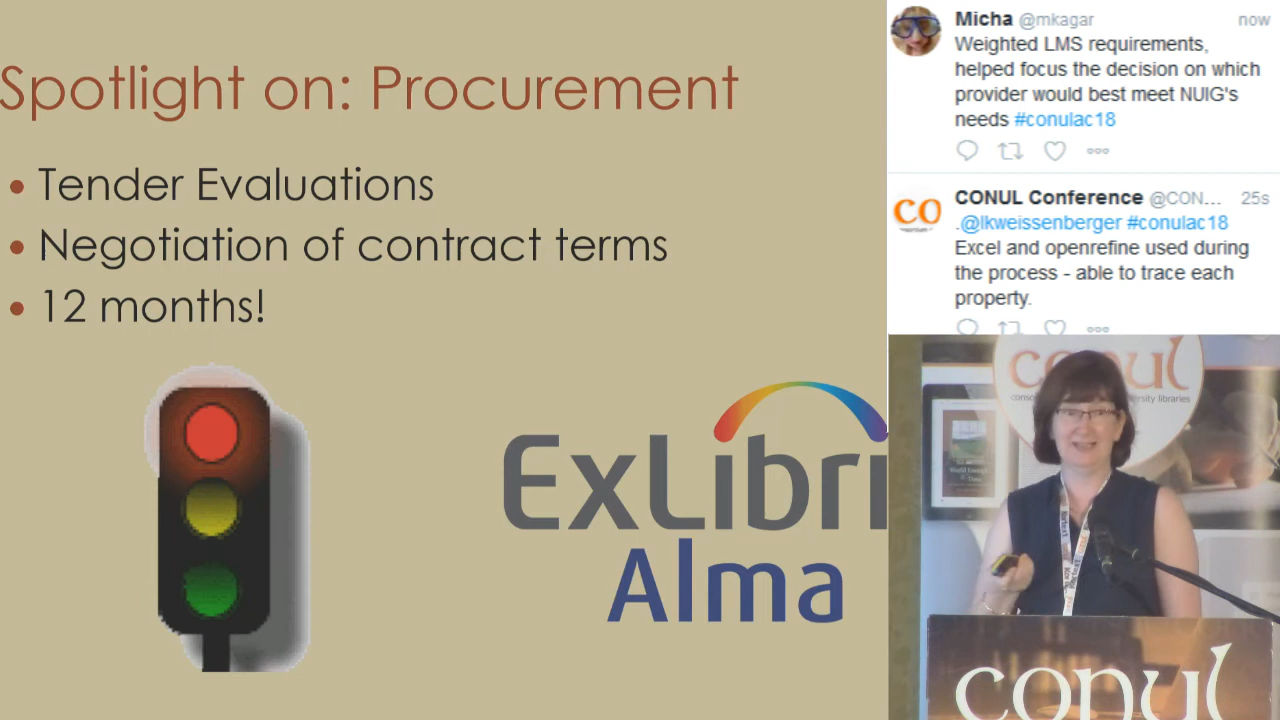 Spotlight on: Procurement
• Tender Evaluations
• Negotiation of contract terms
• 12 months!
ExLibri
Alma
Micha @mkagar now
Weighted LMS requirements,
helped focus the decision on which
provider would best meet NUIG's
needs #conulac18
CONUL Conference @CON... 25s
.@lkweissenberger #conulac18
Excel and openrefine used during
the process - able to trace each
property.
co
conul
conul